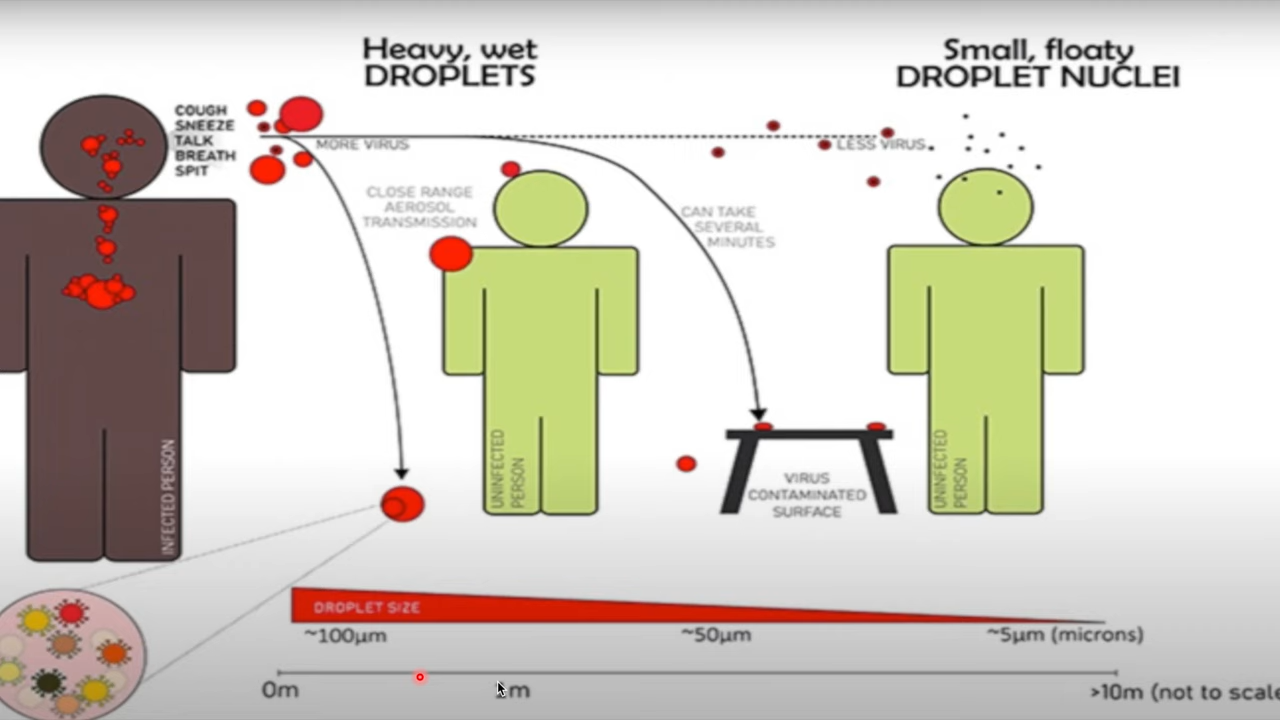 Heavy, wet
DROPLETS
Small, floaty
DROPLET NUCLEI
COUGH
SNEEZE
TALK
BREATH
SPIT
MORE VIRUS
LESS VIRUS
CLOSE RANGE
AEROSOL
TRANSMISSION
CAN TAKE
SEVERAL
MINUTES
INFECTED PERSON
UNINFECTED
PERSON
VIRUS
CONTAMINATED
SURFACE
UNINFECTED
PERSON
DROPLET SIZE
~100µm
~50µm
~5µm (microns)
0m
m
>10m (not to scale